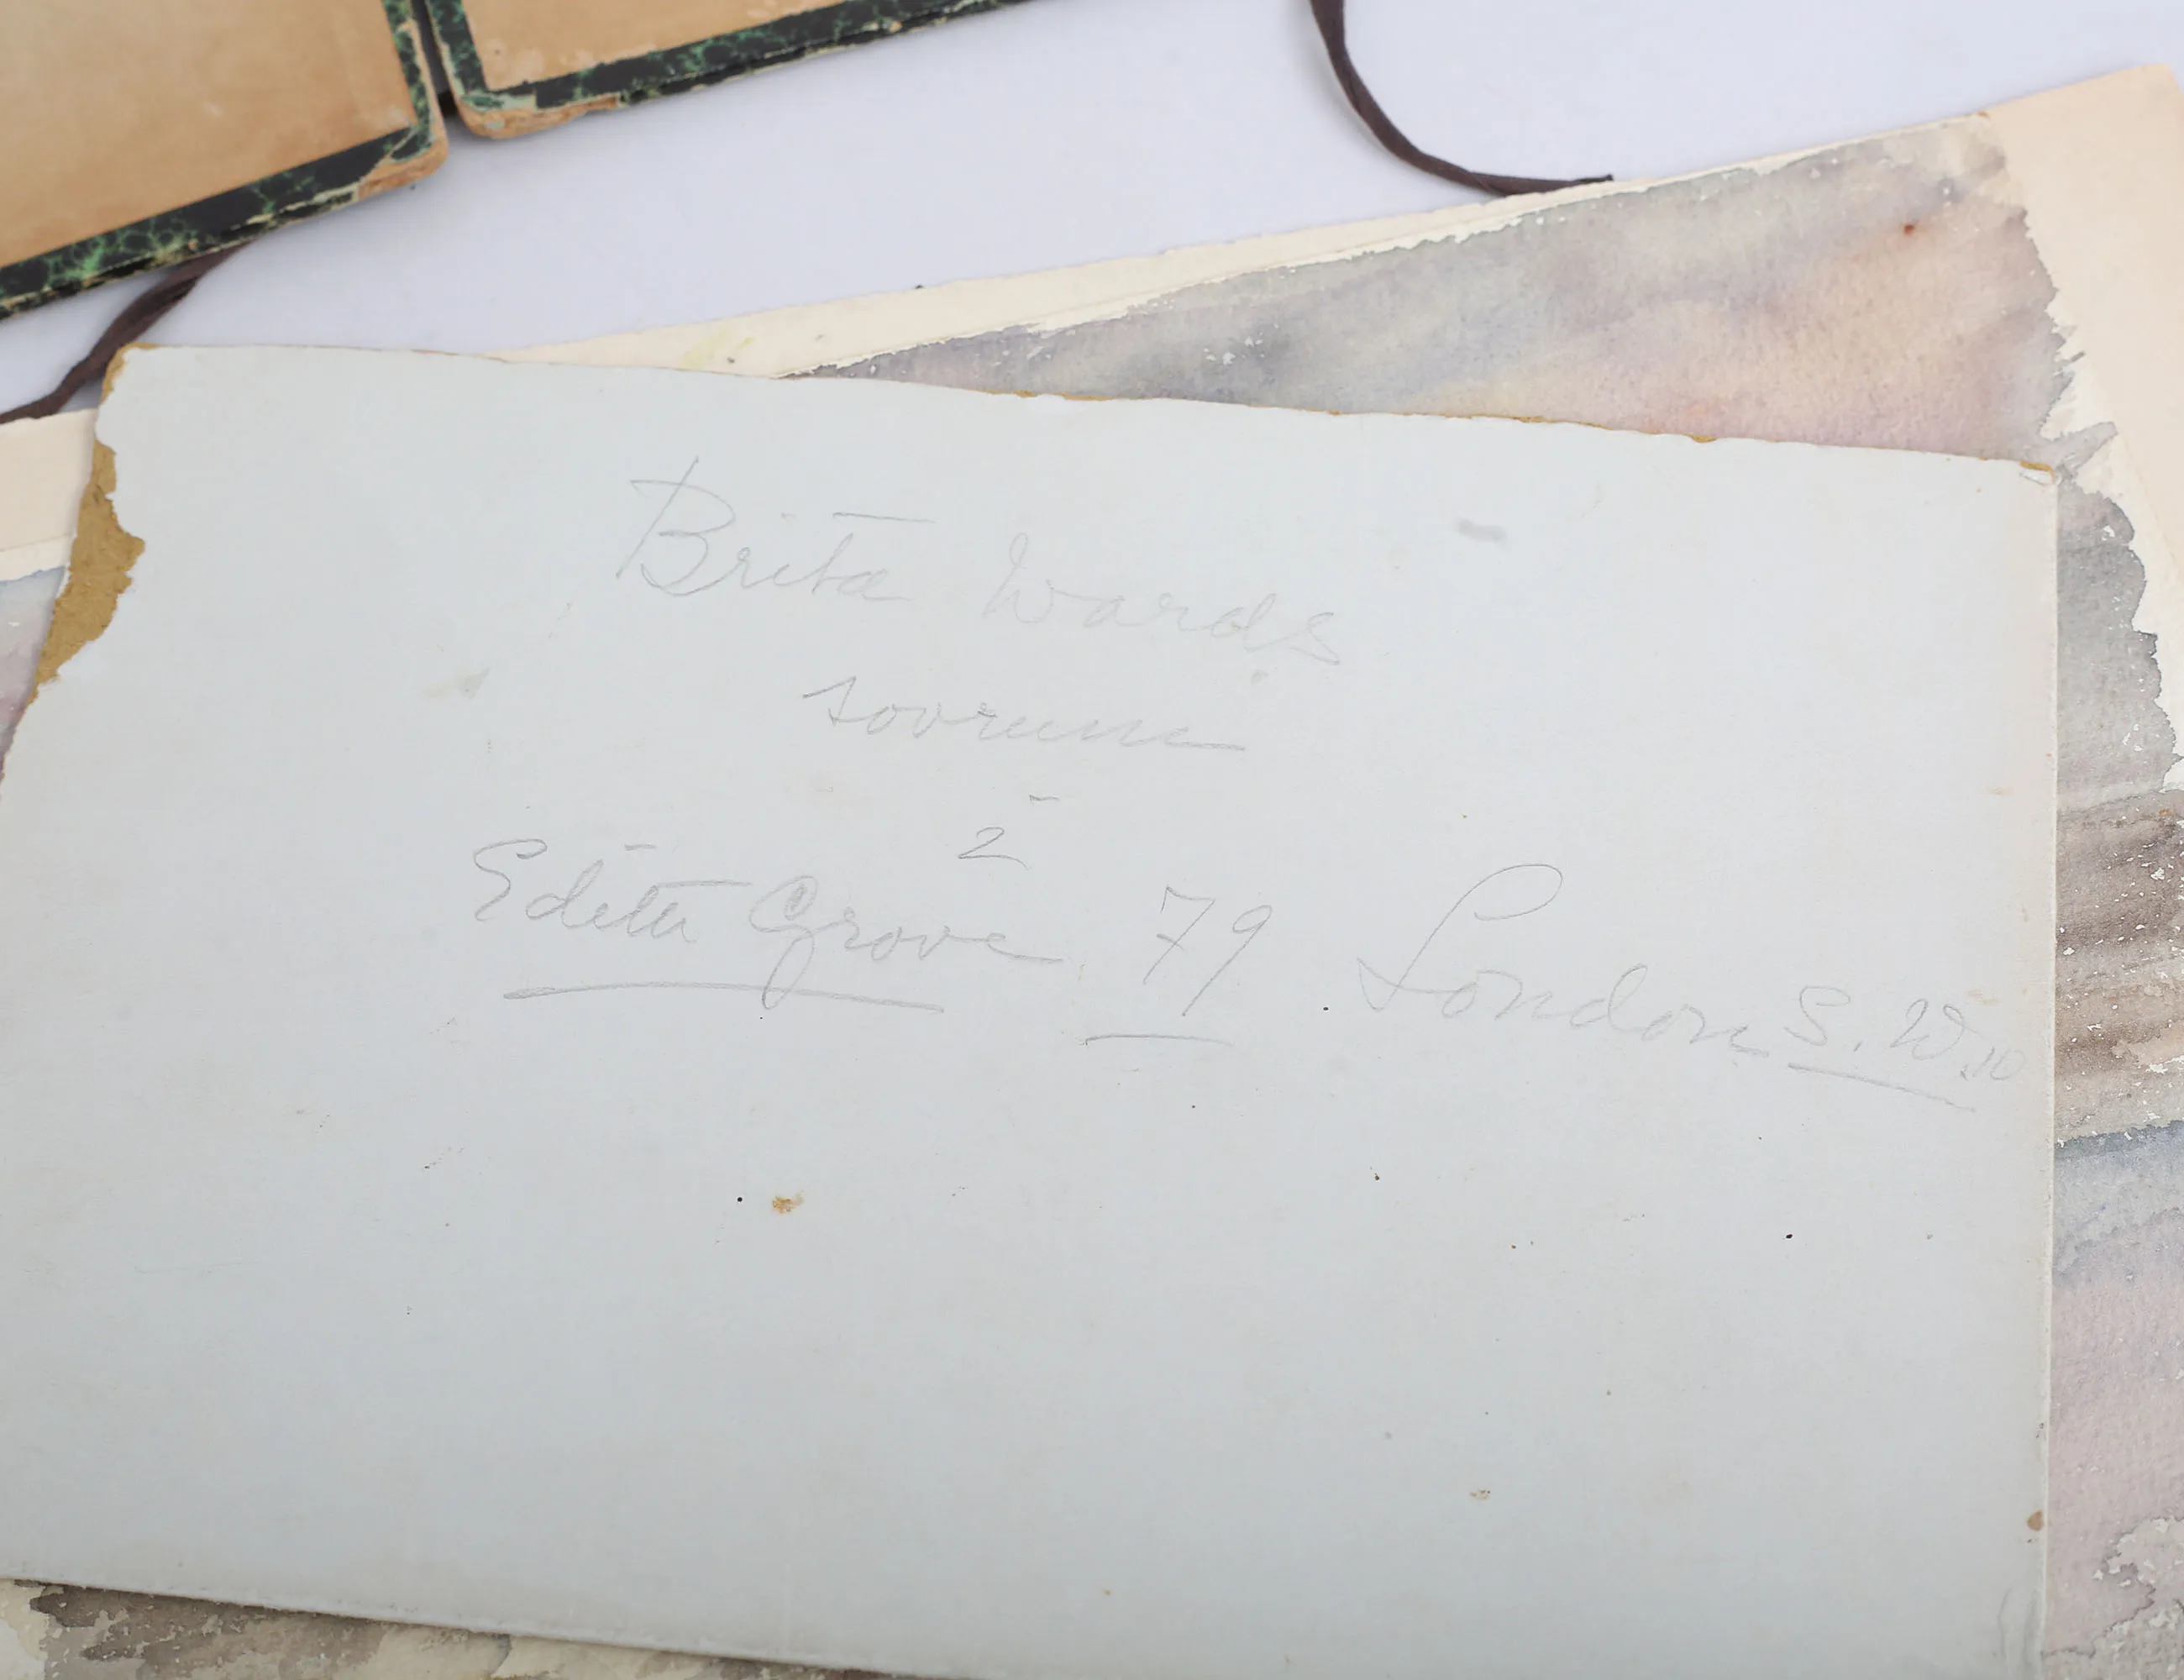 Brita Wards
sovrum
2
Edith Grove 79 London S.W.10